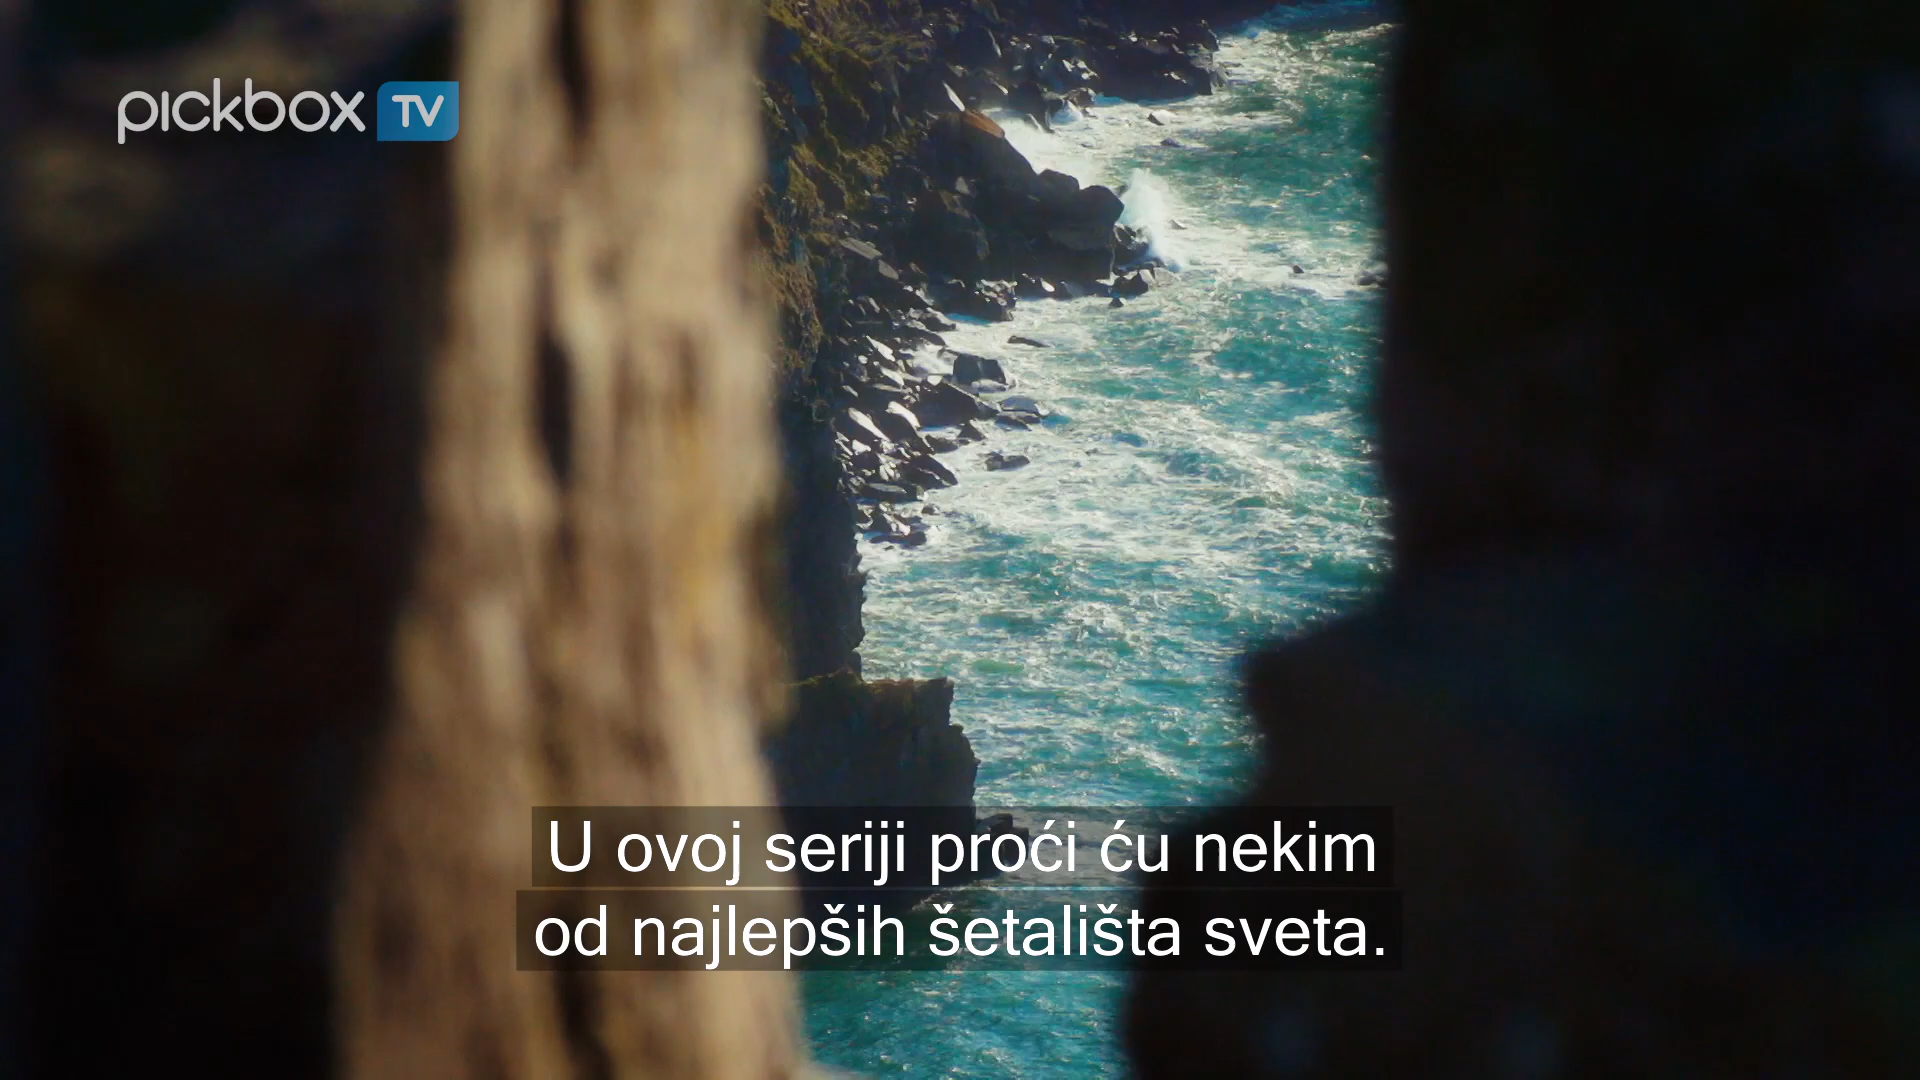 pickbox TV
U ovoj seriji proći ću nekim
od najlepših šetališta sveta.